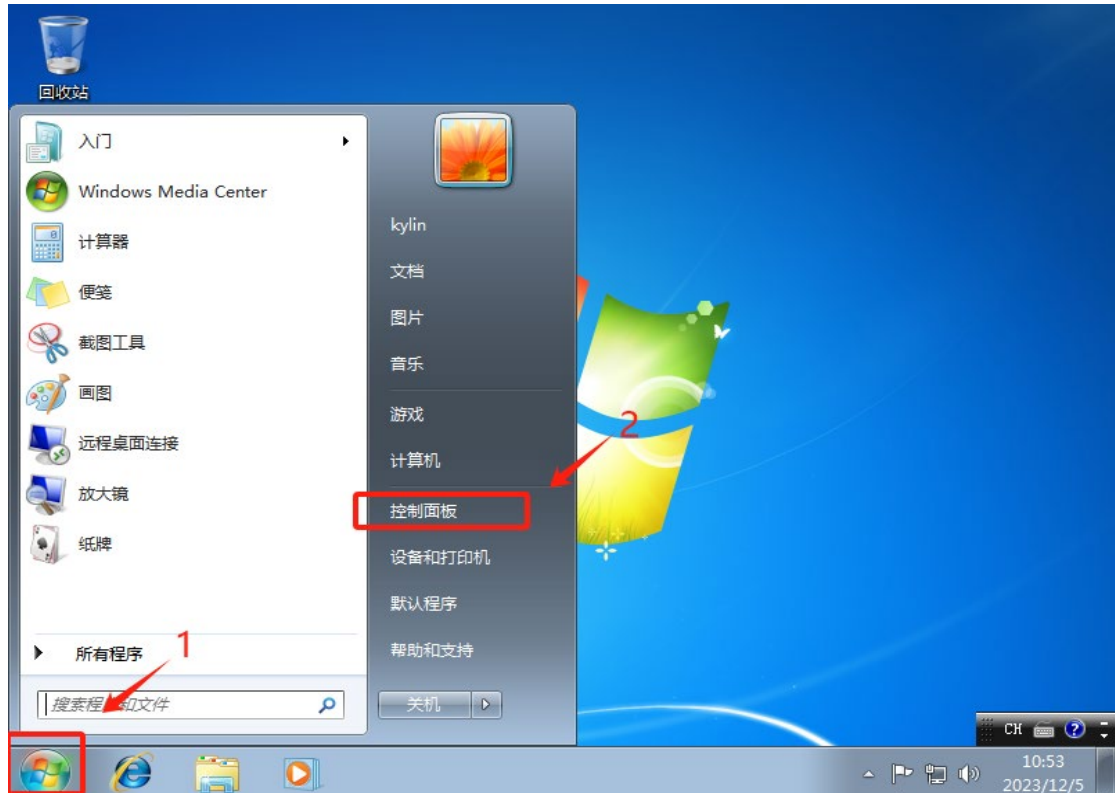 回收站
入门
Windows Media Center
计算器
便笺
截图工具
画图
远程桌面连接
放大镜
纸牌
所有程序
1
搜索程序和文件
kylin
文档
图片
音乐
游戏
2
计算机
控制面板
设备和打印机
默认程序
帮助和支持
关机
CH
10:53
2023/12/5